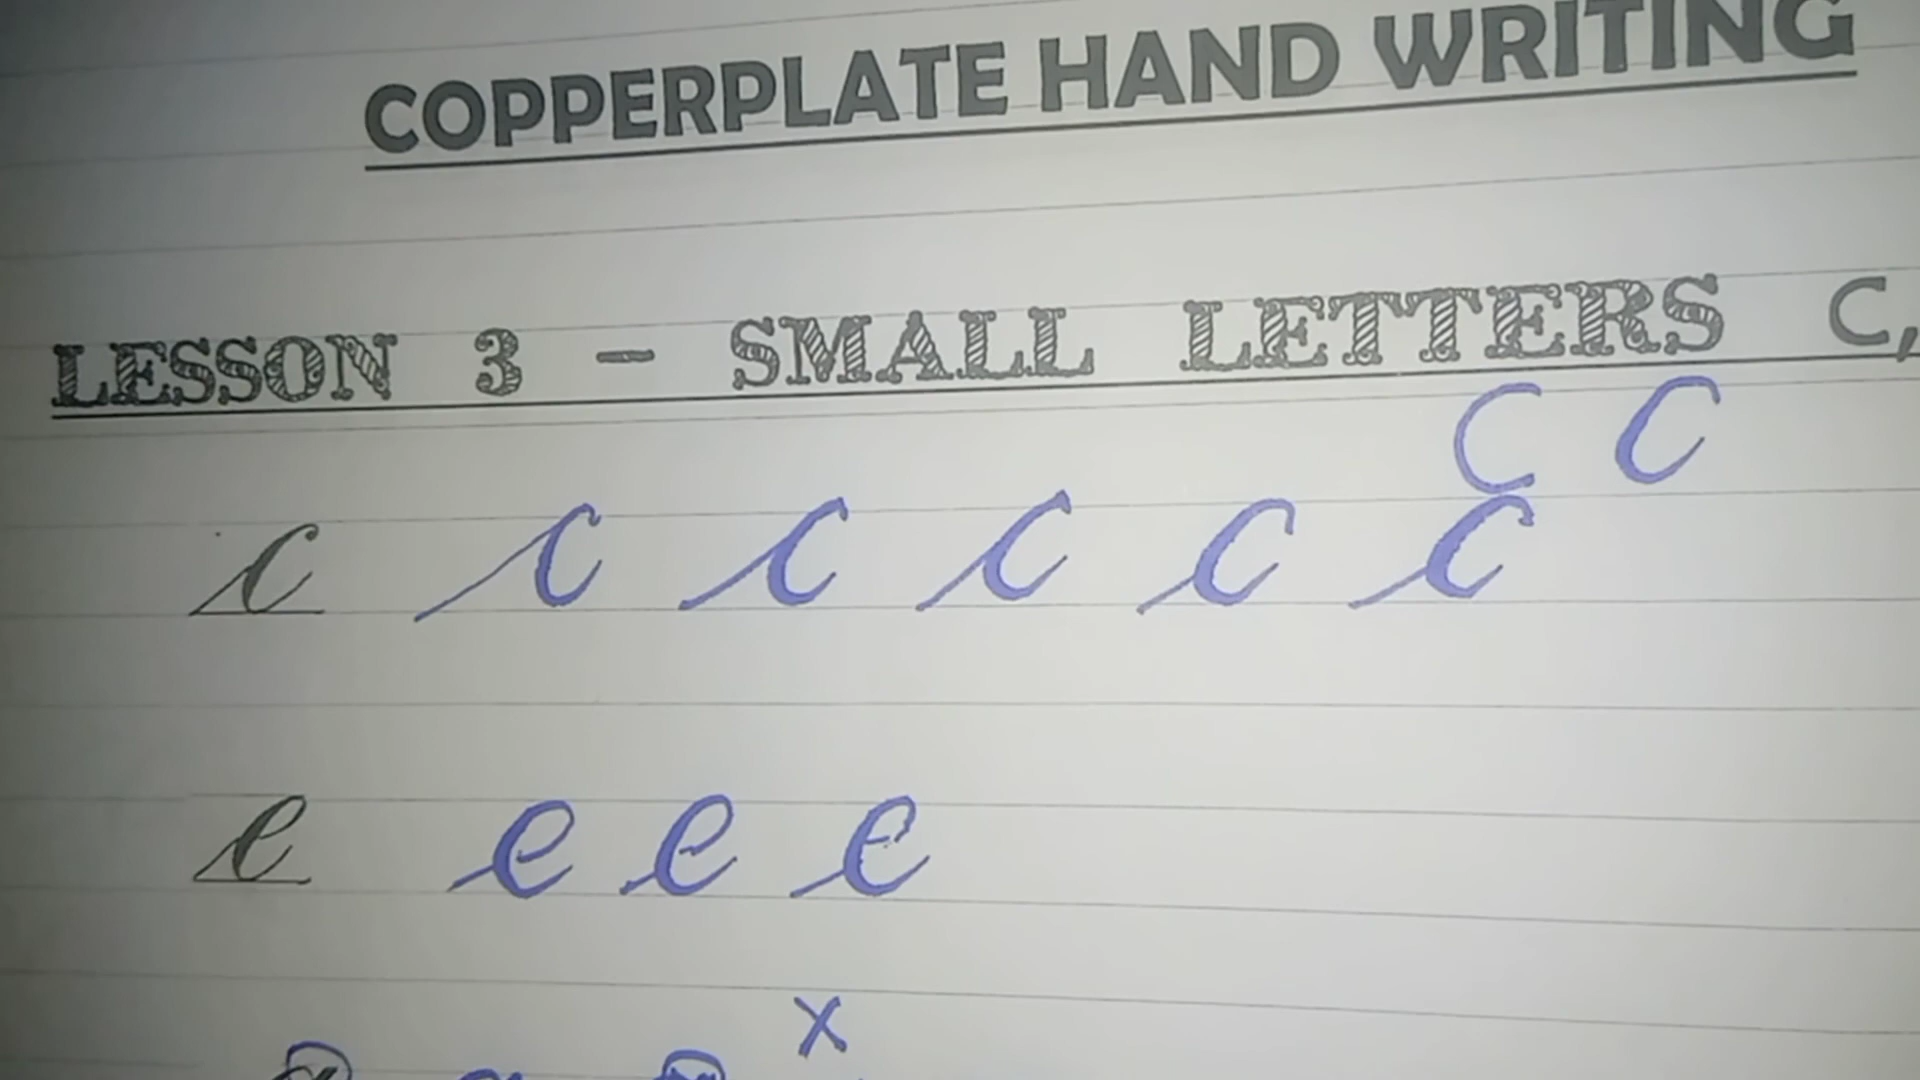 COPPERPLATE HAND WRITING
LESSON 3 - SMALL LETTERS C,
C C
c c c c c c
e e e e
x